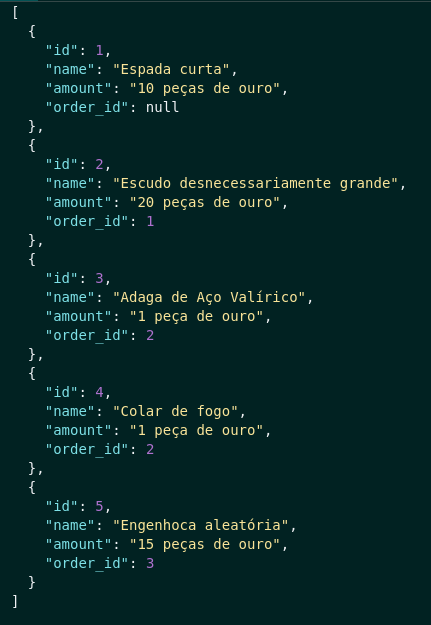 [
  {
    "id": 1,
    "name": "Espada curta",
    "amount": "10 peças de ouro",
    "order_id": null
  },
  {
    "id": 2,
    "name": "Escudo desnecessariamente grande",
    "amount": "20 peças de ouro",
    "order_id": 1
  },
  {
    "id": 3,
    "name": "Adaga de Aço Valírico",
    "amount": "1 peça de ouro",
    "order_id": 2
  },
  {
    "id": 4,
    "name": "Colar de fogo",
    "amount": "1 peça de ouro",
    "order_id": 2
  },
  {
    "id": 5,
    "name": "Engenhoca aleatória",
    "amount": "15 peças de ouro",
    "order_id": 3
  }
]